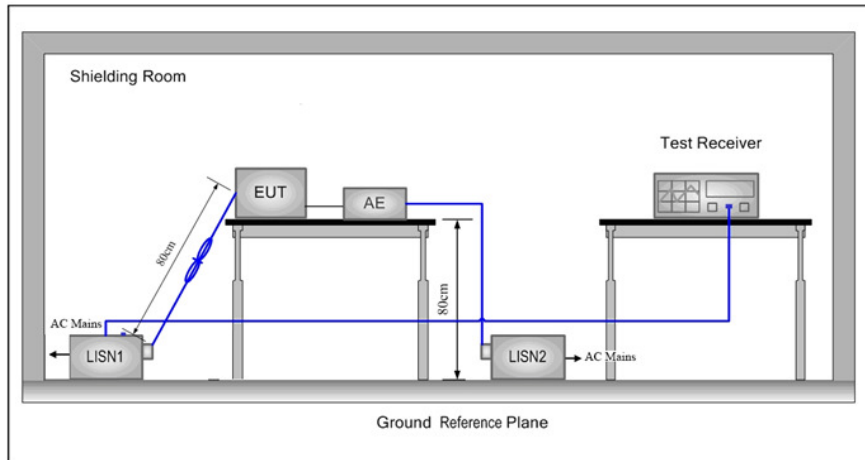 Shielding Room
Test Receiver
EUT
AE
80cm
80cm
AC Mains
LISN1
LISN2
AC Mains
Ground Reference Plane